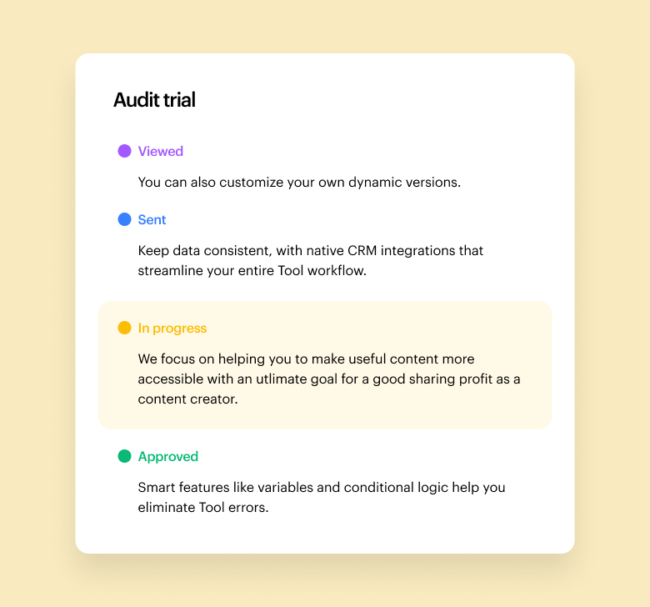 Audit trial
Viewed
You can also customize your own dynamic versions.
Sent
Keep data consistent, with native CRM integrations that
streamline your entire Tool workflow.
In progress
We focus on helping you to make useful content more
accessible with an utlimate goal for a good sharing profit as a
content creator.
Approved
Smart features like variables and conditional logic help you
eliminate Tool errors.